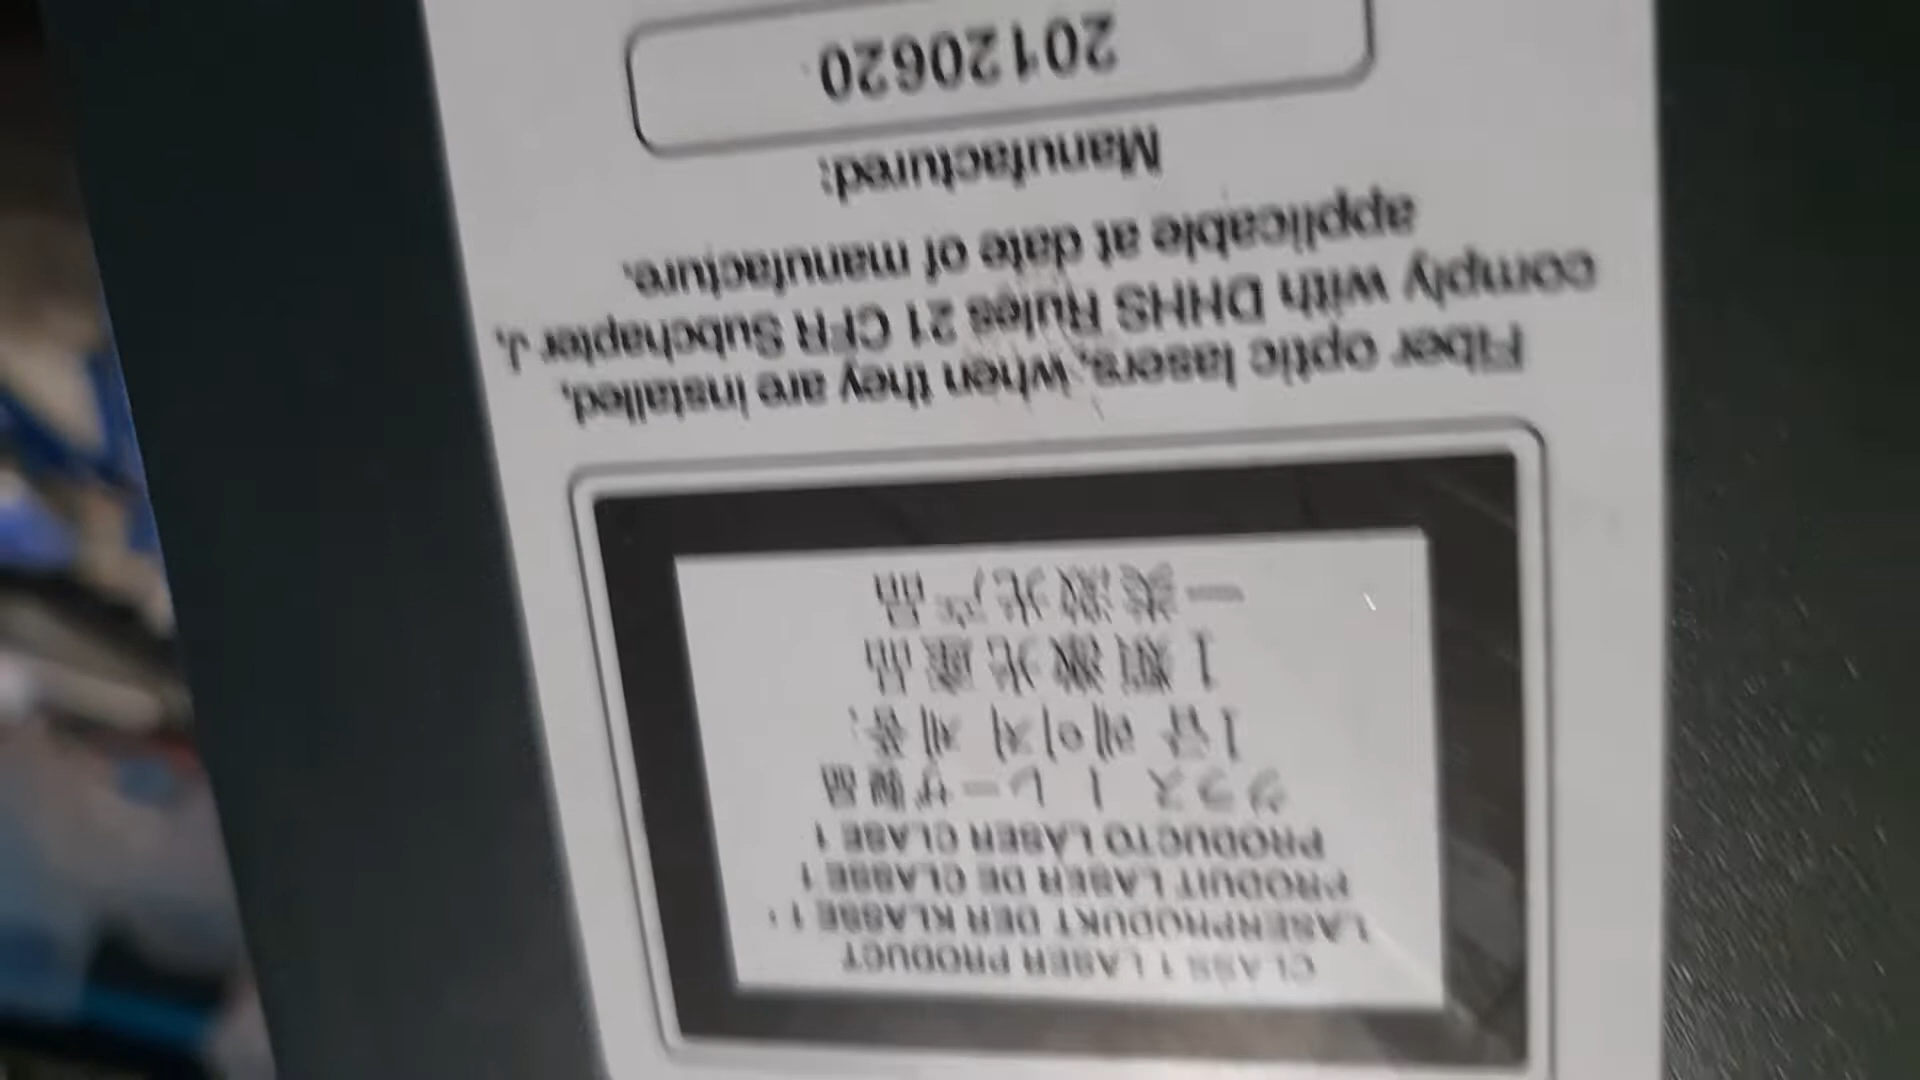 CLASS 1 LASER PRODUCT
LASERPRODUKT DER KLASSE 1
PRODUIT LASER DE CLASSE 1
PRODUCTO LASER CLASE 1
クラス 1 レーザ製品
1급 레이저 제품
1 類激光產品
一类激光产品
Fiber optic lasers, when they are installed,
comply with DHHS Rules 21 CFR Subchapter J,
applicable at date of manufacture.
Manufactured:
20120620